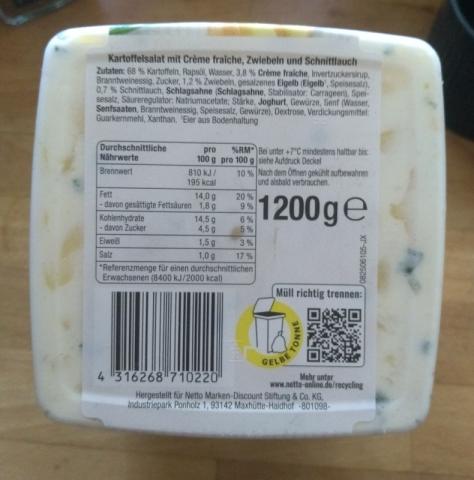 Kartoffelsalat mit Crème fraîche, Zwiebeln und Schnittlauch
Zutaten: 68 % Kartoffeln, Rapsöl, Wasser, 3,8 % Crème fraîche, Invertzuckersirup,
Branntweinessig, Zucker, 1,2 % Zwiebeln, gesalzenes Eigelb (Eigelb¹, Speisesalz),
0,7 % Schnittlauch, Schlagsahne (Schlagsahne, Stabilisator: Carrageen), Spei-
sesalz, Säureregulator: Natriumacetate; Stärke, Joghurt, Gewürze, Senf (Wasser,
Senfsaaten, Branntweinessig, Speisesalz, Gewürze), Dextrose, Verdickungsmittel:
Guarkernmehl, Xanthan. ¹Eier aus Bodenhaltung
Durchschnittliche Nährwerte pro 100 g %RM* pro 100 g
Brennwert 810 kJ / 195 kcal 10 %
Fett 14,0 g 20 %
- davon gesättigte Fettsäuren 1,8 g 9 %
Kohlenhydrate 14,5 g 6 %
- davon Zucker 4,5 g 5 %
Eiweiß 1,5 g 3 %
Salz 1,0 g 17 %
*Referenzmenge für einen durchschnittlichen
Erwachsenen (8400 kJ/2000 kcal)
Bei unter +7°C mindestens haltbar bis:
siehe Aufdruck Deckel
Nach dem Öffnen gekühlt aufbewahren
und alsbald verbrauchen.
1200g e
082506105-JX
Müll richtig trennen:
GELBE TONNE
Mehr unter
www.netto-online.de/recycling
4 316268 710220
Hergestellt für Netto Marken-Discount Stiftung & Co. KG,
Industriepark Ponholz 1, 93142 Maxhütte-Haidhof -801098-